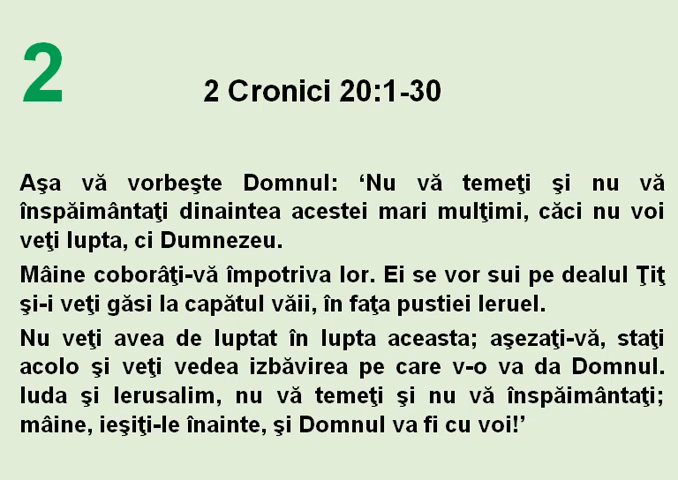 2
2 Cronici 20:1-30
Aşa vă vorbeşte Domnul: ‘Nu vă temeţi şi nu vă
înspăimântaţi dinaintea acestei mari mulţimi, căci nu voi
veţi lupta, ci Dumnezeu.
Mâine coborâţi-vă împotriva lor. Ei se vor sui pe dealul Ţiţ
şi-i veţi găsi la capătul văii, în faţa pustiei Ieruel.
Nu veţi avea de luptat în lupta aceasta; aşezaţi-vă, staţi
acolo şi veţi vedea izbăvirea pe care v-o va da Domnul.
Iuda şi Ierusalim, nu vă temeţi şi nu vă înspăimântaţi;
mâine, ieşiţi-le înainte, şi Domnul va fi cu voi!’